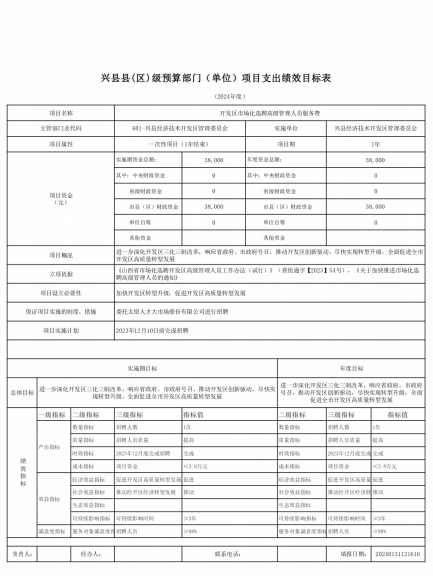 兴县县(区)级预算部门（单位）项目支出绩效目标表
（2024年度）
项目名称 开发区市场化选聘高级管理人员服务费
主管部门及代码 601-兴县经济技术开发区管理委员会 实施单位 兴县经济技术开发区管理委员会
项目属性 一次性项目（1年结束） 项目期 1年
项目资金
（元）
实施期资金总额: 38,000 年度资金总额: 38,000
其中: 中央财政资金 0 其中: 中央财政资金 0
省级财政资金 0 省级财政资金 0
市县（区）财政资金 38,000 市县（区）财政资金 38,000
单位自筹 0 单位自筹 0
其他资金 其他资金
项目概况 进一步深化开发区三化三制改革，响应省政府、市政府号召，推动开发区创新驱动，尽快实现转型升级，全面促进全市
开发区高质量转型发展
立项依据 《山西省市场化选聘开发区高级管理人员工作办法（试行）》（晋组通字【2023】54号），《关于加快推进市场化选
聘高级管理人员的通知》
项目设立必要性 加快开发区转型升级，促进开发区高质量发展
保证项目实施的制度、措施 委托太原人才大市场股份有限公司进行招聘
项目实施计划 2023年12月10日前完成招聘
实施期目标 年度目标
总体目标 进一步深化开发区三化三制改革，响应省政府、市政府号召，推动开发区创新驱动，尽快实
现转型升级，全面促进全市开发区高质量转型发展
进一步深化开发区三化三制改革，响应省政府、市政府
号召，推动开发区创新驱动，尽快实现转型升级，全面
促进全市开发区高质量转型发展
绩效指标
一级指标 二级指标 三级指标 指标值 二级指标 三级指标 指标值
产出指标
数量指标 招聘人数 1员 数量指标 招聘人数 1员
质量指标 招聘人员质量 提高 质量指标 招聘人员质量 提高
时效指标 2023年12月底完成招聘 完成 时效指标 2023年12月底完成 完成
成本指标 项目资金 ≤3.8万元 成本指标 项目资金 ≤3.8万元
效益指标
经济效益指标 促进开发区高质量转型发展 促进 经济效益指标 促进开发区高质量 促进
社会效益指标 推动经开区经济转型发展 推动 社会效益指标 推动经开区经济转 推动
生态效益指标 生态效益指标
可持续影响指标 可持续影响时间 ≥3年 可持续影响指标 可持续影响时间 ≥3年
满意度指标 服务对象满意度指标 招聘人员 ≥90% 服务对象满意度指标 招聘人员 ≥90%
负责人: 经办人: 联系电话: 填报日期: 20240131121616